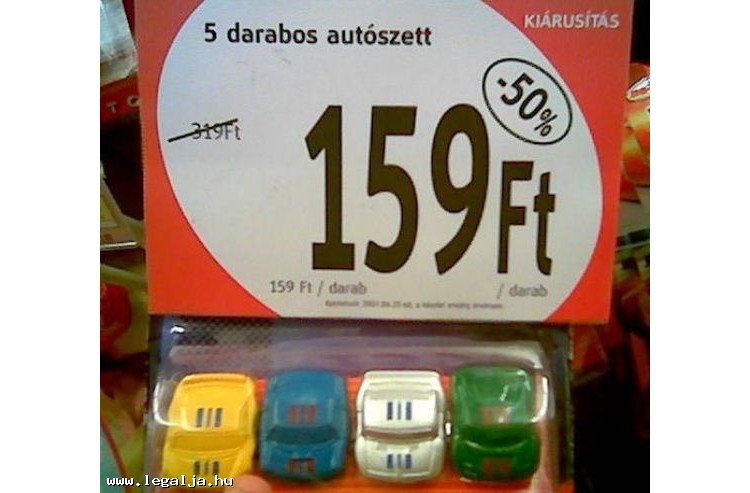 KIÁRUSÍTÁS
5 darabos autószett
-50%
319Ft
159Ft
159 Ft / darab / darab
www.legalja.hu